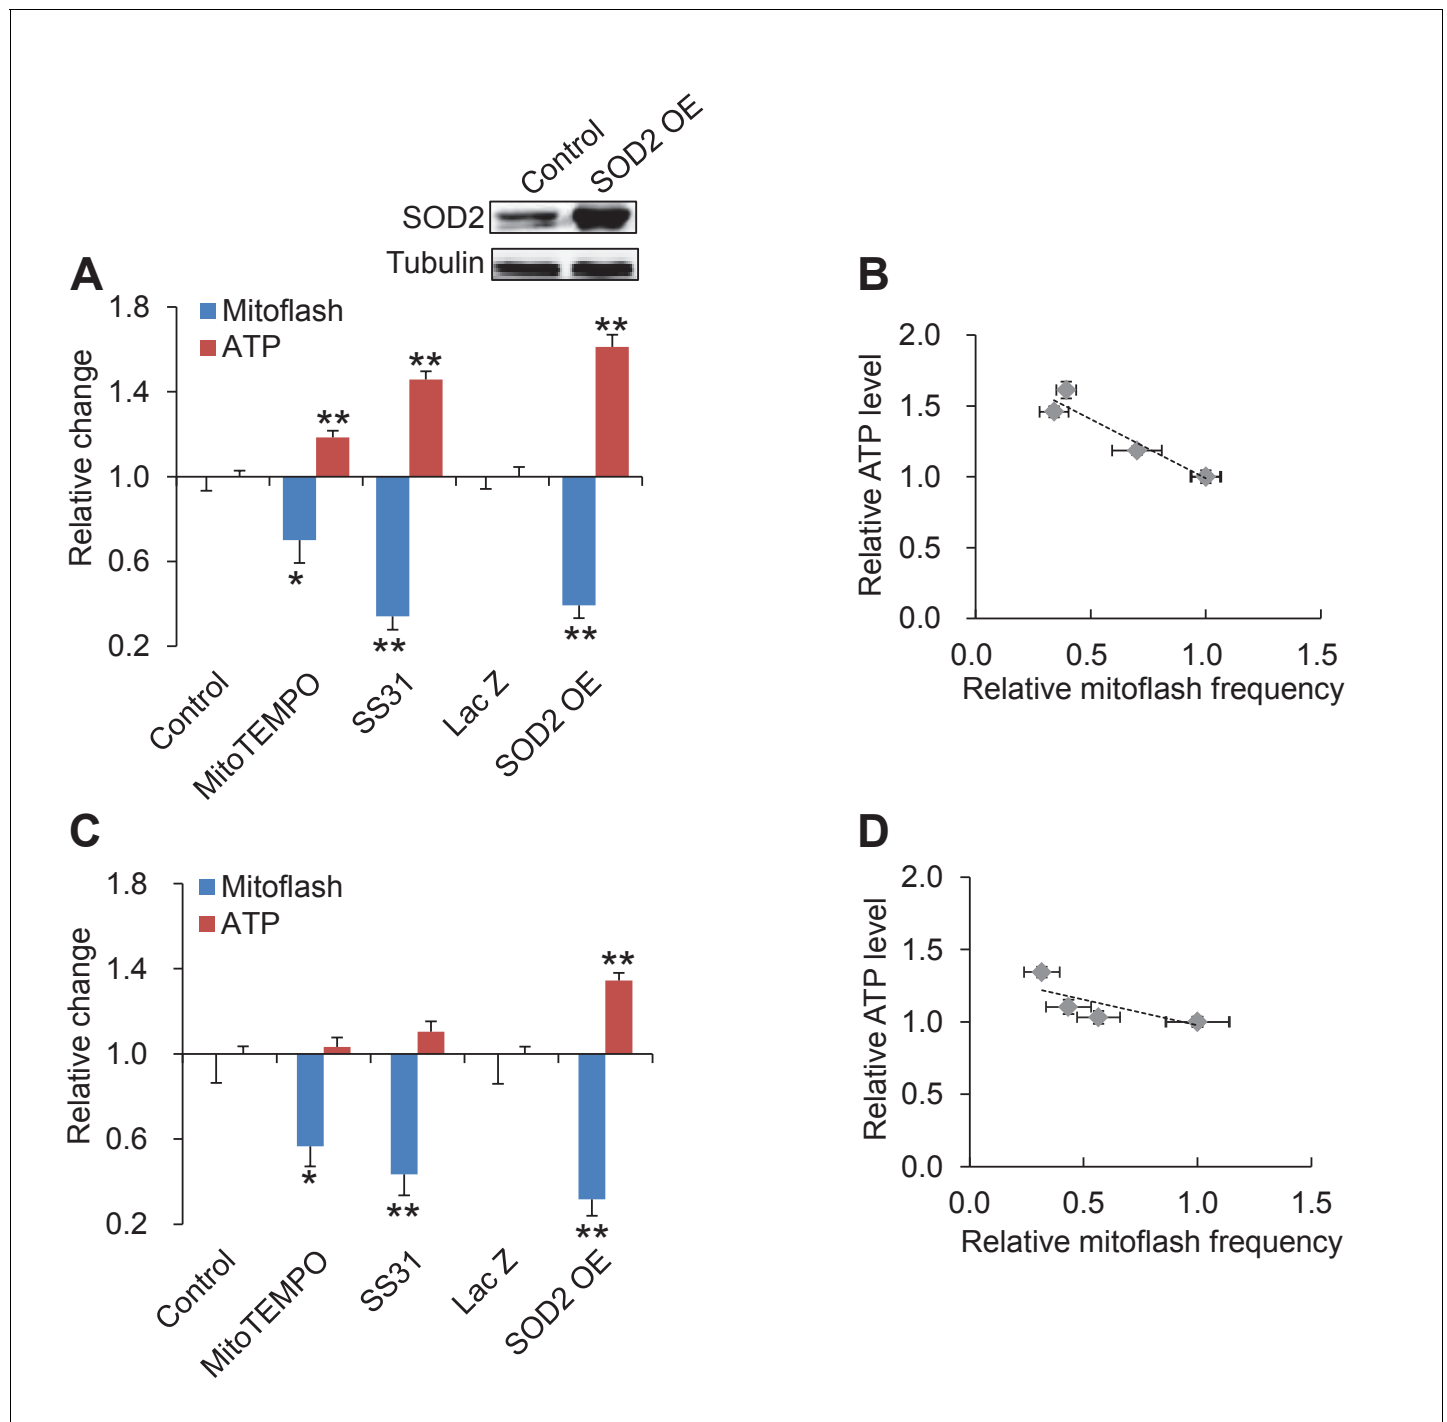 Control
SOD2 OE
SOD2
Tubulin
A
1.8
1.4
1.0
0.6
0.2
Relative change
Mitoflash
ATP
*
**
**
**
**
**
Control
MitoTEMPO
SS31
Lac Z
SOD2 OE
B
2.0
1.5
1.0
0.5
0.0
Relative ATP level
0.0 0.5 1.0 1.5
Relative mitoflash frequency
C
1.8
1.4
1.0
0.6
0.2
Relative change
Mitoflash
ATP
*
**
**
**
Control
MitoTEMPO
SS31
Lac Z
SOD2 OE
D
2.0
1.5
1.0
0.5
0.0
Relative ATP level
0.0 0.5 1.0 1.5
Relative mitoflash frequency